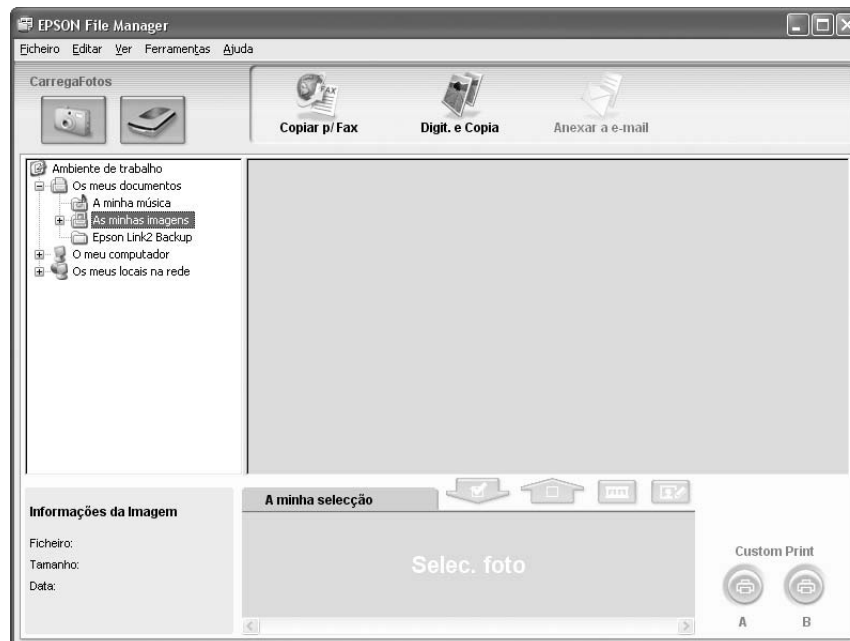 EPSON File Manager
Ficheiro Editar Ver Ferramentas Ajuda
CarregaFotos
FAX
Copiar p/ Fax
Digit. e Copia
Anexar a e-mail
Ambiente de trabalho
Os meus documentos
A minha música
As minhas imagens
Epson Link2 Backup
O meu computador
Os meus locais na rede
Informações da Imagem
Ficheiro:
Tamanho:
Data:
A minha selecção
Selec. foto
Custom Print
A B